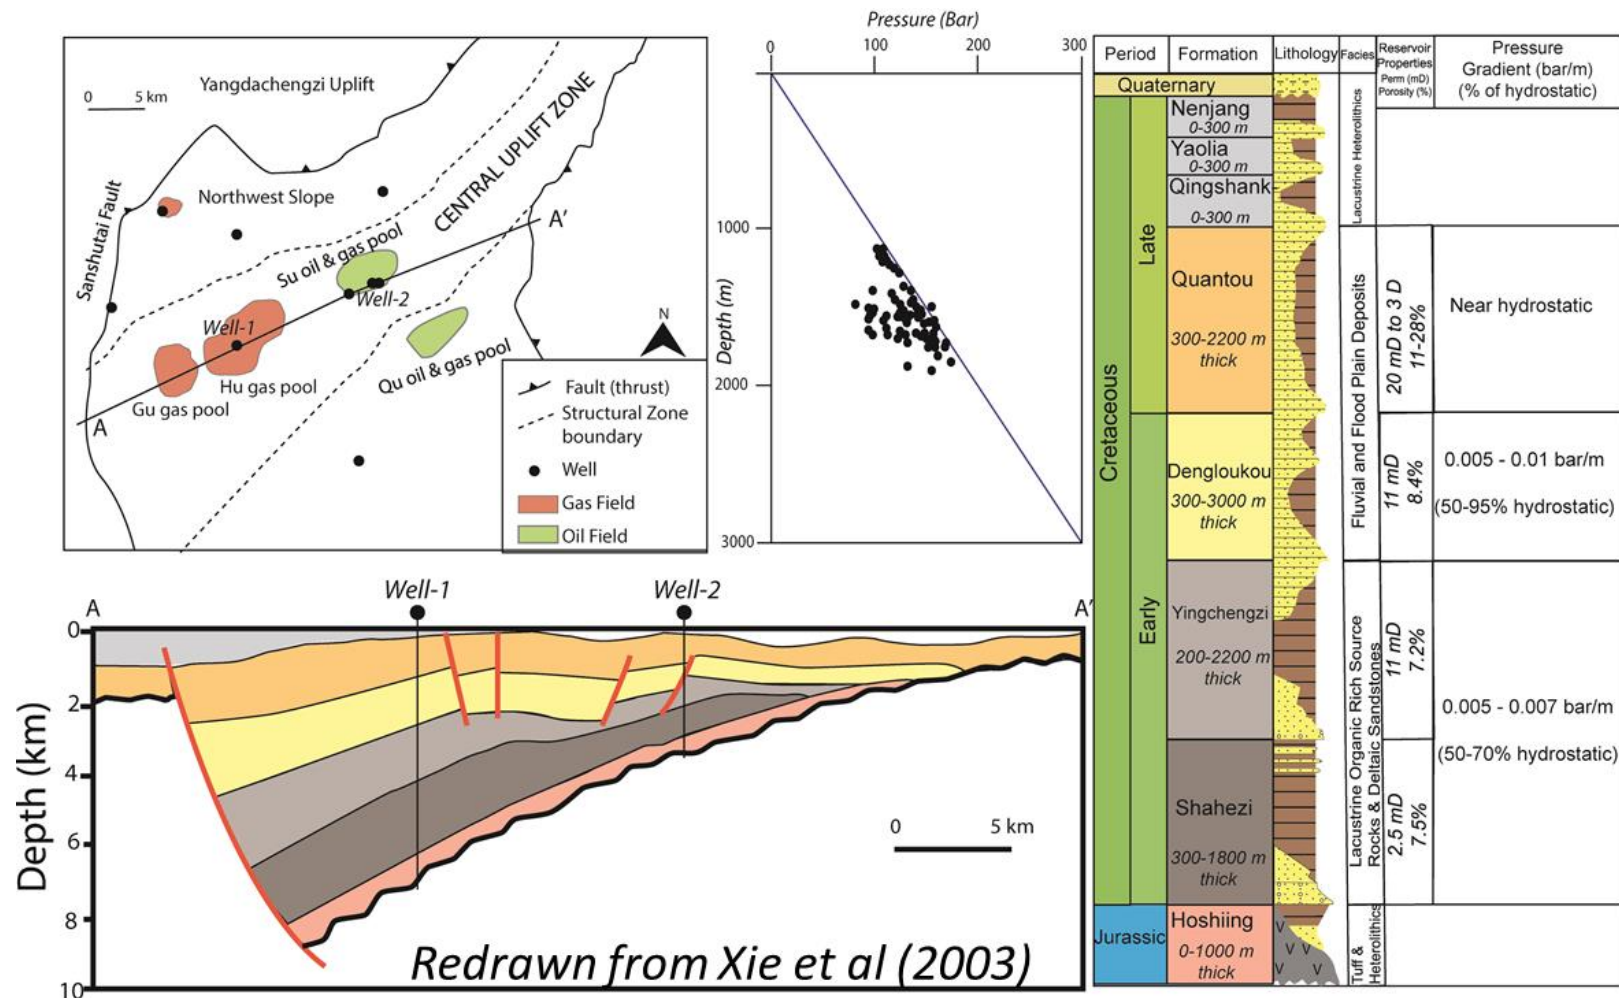 Yangdachengzi Uplift
0 5 km
CENTRAL UPLIFT ZONE
Sanshutai Fault
Northwest Slope
A'
Su oil & gas pool
Well-2
Well-1
N
Qu oil & gas pool
Hu gas pool
Gu gas pool
A
Fault (thrust)
Structural Zone
boundary
Well
Gas Field
Oil Field
Pressure (Bar)
0 100 200 300
1000
2000
3000
Depth (m)
Well-1 Well-2
A A'
0
2
4
6
8
10
Depth (km)
0 5 km
Redrawn from Xie et al (2003)
Period Formation Lithology Facies Reservoir
Properties
Perm (mD)
Porosity (%)
Pressure
Gradient (bar/m)
(% of hydrostatic)
Quaternary
Cretaceous
Late
Early
Jurassic
Nenjang
0-300 m
Yaolia
0-300 m
Qingshank
0-300 m
Quantou
300-2200 m
thick
Dengloukou
300-3000 m
thick
Yingchengzi
200-2200 m
thick
Shahezi
300-1800 m
thick
Hoshiing
0-1000 m
thick
V
V V
V V
Lacustrine Heterolithics
Fluvial and Flood Plain Deposits
Lacustrine Organic Rich Source
Rocks & Deltaic Sandstones
Tuff &
Heterolithics
20 mD to 3 D
11-28%
11 mD
8.4%
11 mD
7.2%
2.5 mD
7.5%
Near hydrostatic
0.005 - 0.01 bar/m
(50-95% hydrostatic)
0.005 - 0.007 bar/m
(50-70% hydrostatic)